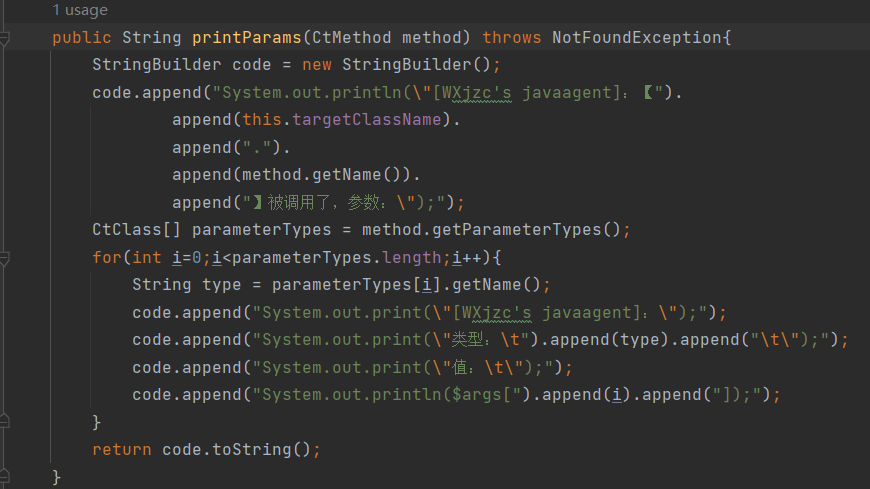 1 usage
public String printParams(CtMethod method) throws NotFoundException{
    StringBuilder code = new StringBuilder();
    code.append("System.out.println(\"[WXjzc's javaagent]：【").
            append(this.targetClassName).
            append(".").
            append(method.getName()).
            append("】被调用了，参数：\");");
    CtClass[] parameterTypes = method.getParameterTypes();
    for(int i=0;i<parameterTypes.length;i++){
        String type = parameterTypes[i].getName();
        code.append("System.out.print(\"[WXjzc's javaagent]：\");");
        code.append("System.out.print(\"类型：\t").append(type).append("\t\");");
        code.append("System.out.print(\"值：\t\");");
        code.append("System.out.println($args[").append(i).append("]);");
    }
    return code.toString();
}